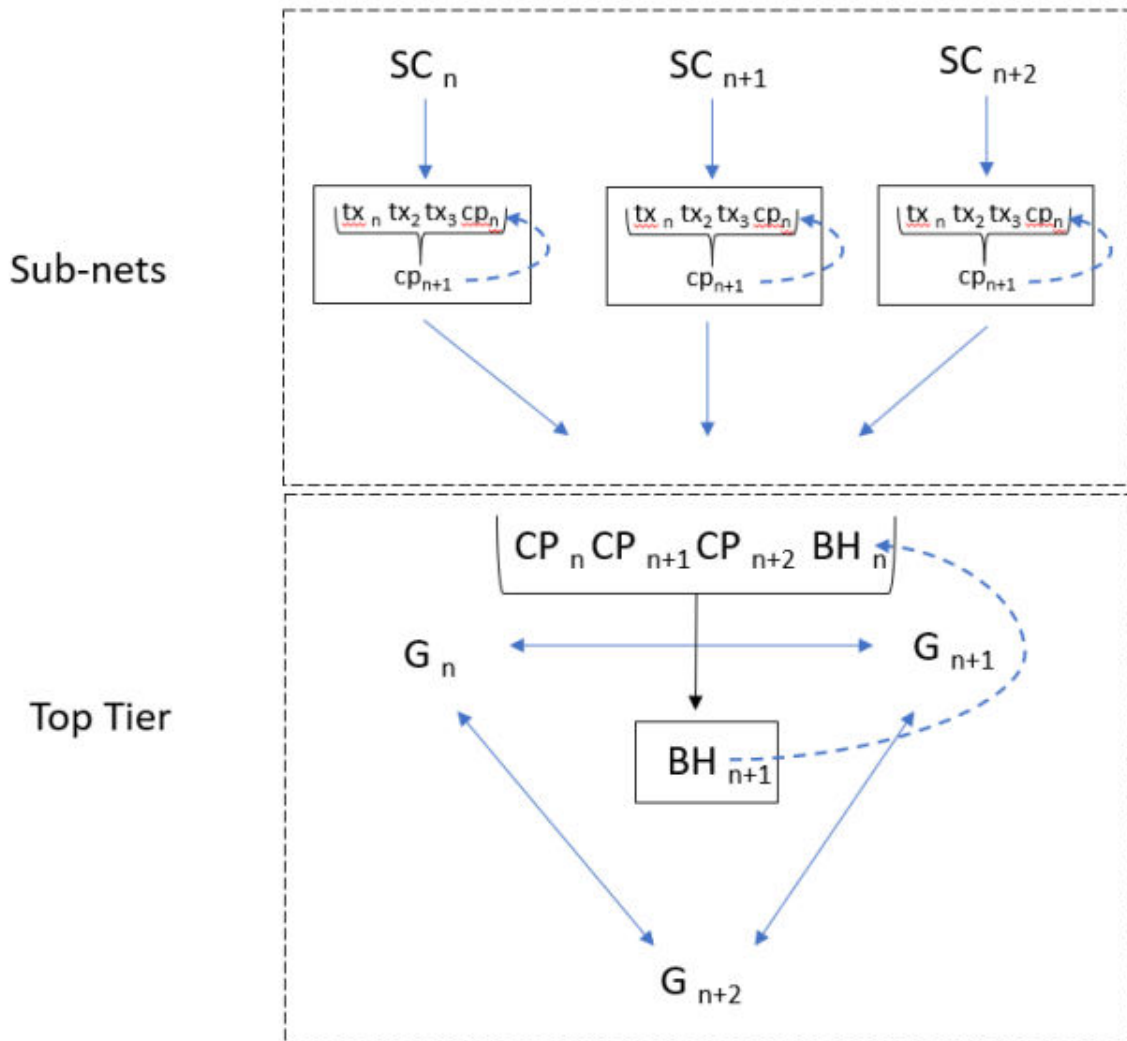 SC n SC n+1 SC n+2
tx n tx2 tx3 cpn tx n tx2 tx3 cpn tx n tx2 tx3 cpn
Sub-nets
cpn+1 cpn+1 cpn+1
CP n CP n+1 CP n+2 BH n
G n G n+1
Top Tier
BH n+1
G n+2